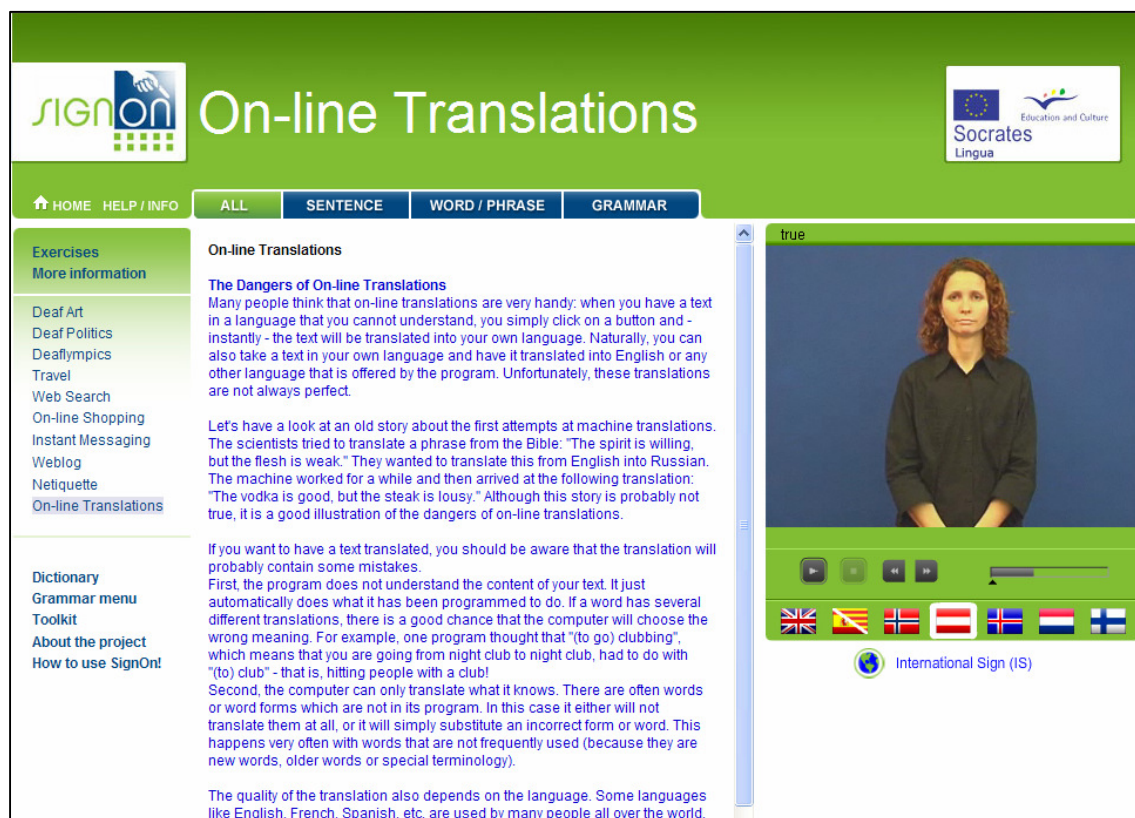 sıgnon
On-line Translations
Education and Culture
Socrates
Lingua
HOME HELP / INFO
ALL
SENTENCE
WORD / PHRASE
GRAMMAR
Exercises
More information
Deaf Art
Deaf Politics
Deaflympics
Travel
Web Search
On-line Shopping
Instant Messaging
Weblog
Netiquette
On-line Translations
Dictionary
Grammar menu
Toolkit
About the project
How to use SignOn!
On-line Translations
The Dangers of On-line Translations
Many people think that on-line translations are very handy: when you have a text
in a language that you cannot understand, you simply click on a button and -
instantly - the text will be translated into your own language. Naturally, you can
also take a text in your own language and have it translated into English or any
other language that is offered by the program. Unfortunately, these translations
are not always perfect.
Let's have a look at an old story about the first attempts at machine translations.
The scientists tried to translate a phrase from the Bible: "The spirit is willing,
but the flesh is weak." They wanted to translate this from English into Russian.
The machine worked for a while and then arrived at the following translation:
"The vodka is good, but the steak is lousy." Although this story is probably not
true, it is a good illustration of the dangers of on-line translations.
If you want to have a text translated, you should be aware that the translation will
probably contain some mistakes.
First, the program does not understand the content of your text. It just
automatically does what it has been programmed to do. If a word has several
different translations, there is a good chance that the computer will choose the
wrong meaning. For example, one program thought that "(to go) clubbing",
which means that you are going from night club to night club, had to do with
"(to) club" - that is, hitting people with a club!
Second, the computer can only translate what it knows. There are often words
or word forms which are not in its program. In this case it either will not
translate them at all, or it will simply substitute an incorrect form or word. This
happens very often with words that are not frequently used (because they are
new words, older words or special terminology).
The quality of the translation also depends on the language. Some languages
like English, French, Spanish, etc. are used by many people all over the world.
true
International Sign (IS)